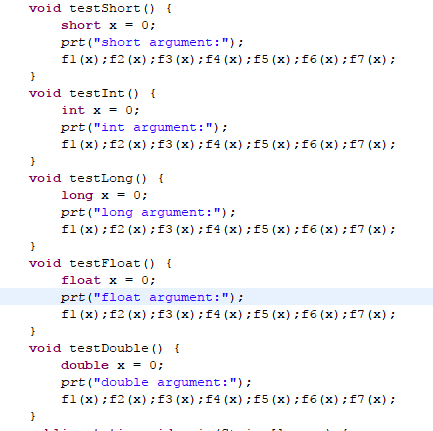 void testShort() {
short x = 0;
prt("short argument:");
f1(x);f2(x);f3(x);f4(x);f5(x);f6(x);f7(x);
}
void testInt() {
int x = 0;
prt("int argument:");
f1(x);f2(x);f3(x);f4(x);f5(x);f6(x);f7(x);
}
void testLong() {
long x = 0;
prt("long argument:");
f1(x);f2(x);f3(x);f4(x);f5(x);f6(x);f7(x);
}
void testFloat() {
float x = 0;
prt("float argument:");
f1(x);f2(x);f3(x);f4(x);f5(x);f6(x);f7(x);
}
void testDouble() {
double x = 0;
prt("double argument:");
f1(x);f2(x);f3(x);f4(x);f5(x);f6(x);f7(x);
}